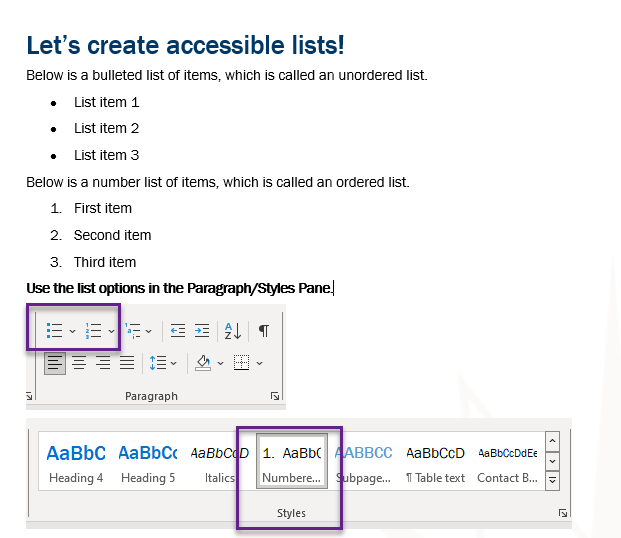 Let's create accessible lists!
Below is a bulleted list of items, which is called an unordered list.
• List item 1
• List item 2
• List item 3
Below is a number list of items, which is called an ordered list.
1. First item
2. Second item
3. Third item
Use the list options in the Paragraph/Styles Pane.
Paragraph
AaBbC AaBbCc AaBbCcD 1. AaBb( AABBCC AaBbCcD AaBbCcDdEe
Heading 4 Heading 5 Italics Numbere... Subpage... ¶ Table text Contact B...
Styles